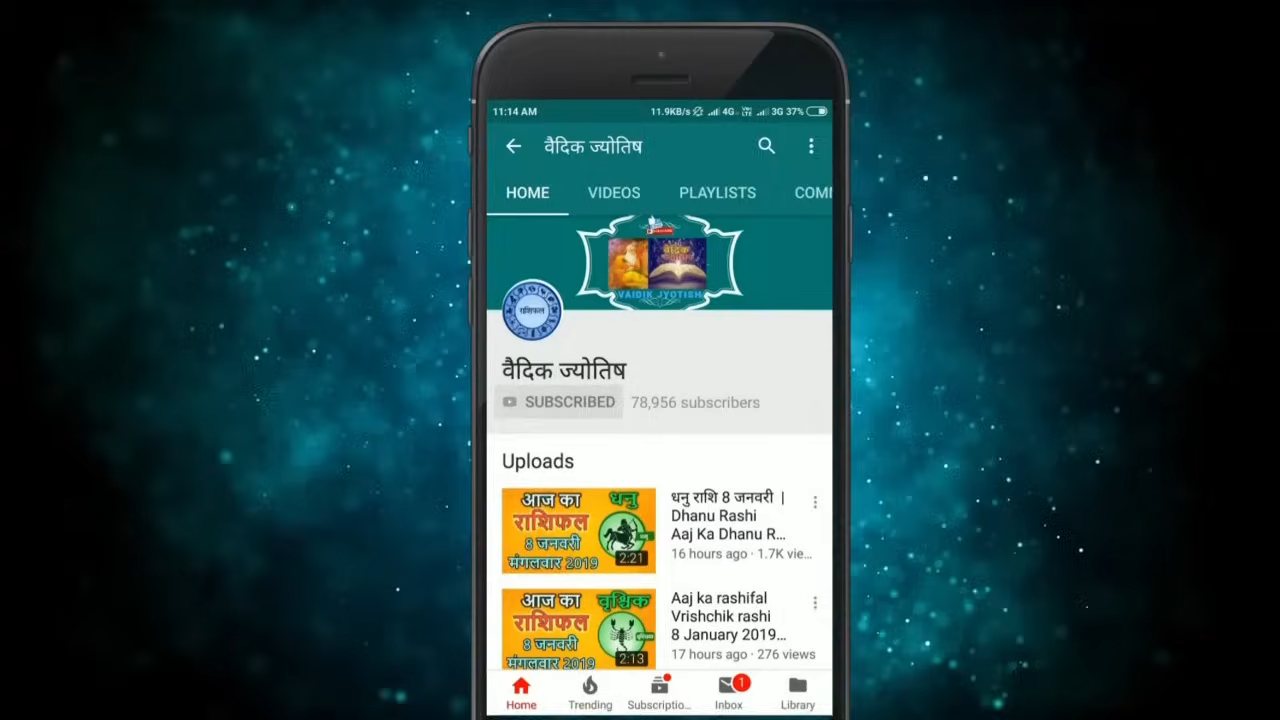 11:14 AM
11.9KB/s 4G VoLTE 3G 37%
वैदिक ज्योतिष
HOME VIDEOS PLAYLISTS COMM
वैदिक
VAIDIK JYOTISH
राशिफल
वैदिक ज्योतिष
SUBSCRIBED 78,956 subscribers
Uploads
आज का धनु
राशिफल
8 जनवरी
मंगलवार 2019
2:21
धनु राशि 8 जनवरी |
Dhanu Rashi
Aaj Ka Dhanu R...
16 hours ago · 1.7K vie...
आज का वृश्चिक
राशिफल
8 जनवरी
मंगलवार 2019
2:13
Aaj ka rashifal
Vrishchik rashi
8 January 2019...
17 hours ago · 276 views
1
Home Trending Subscriptio... Inbox Library